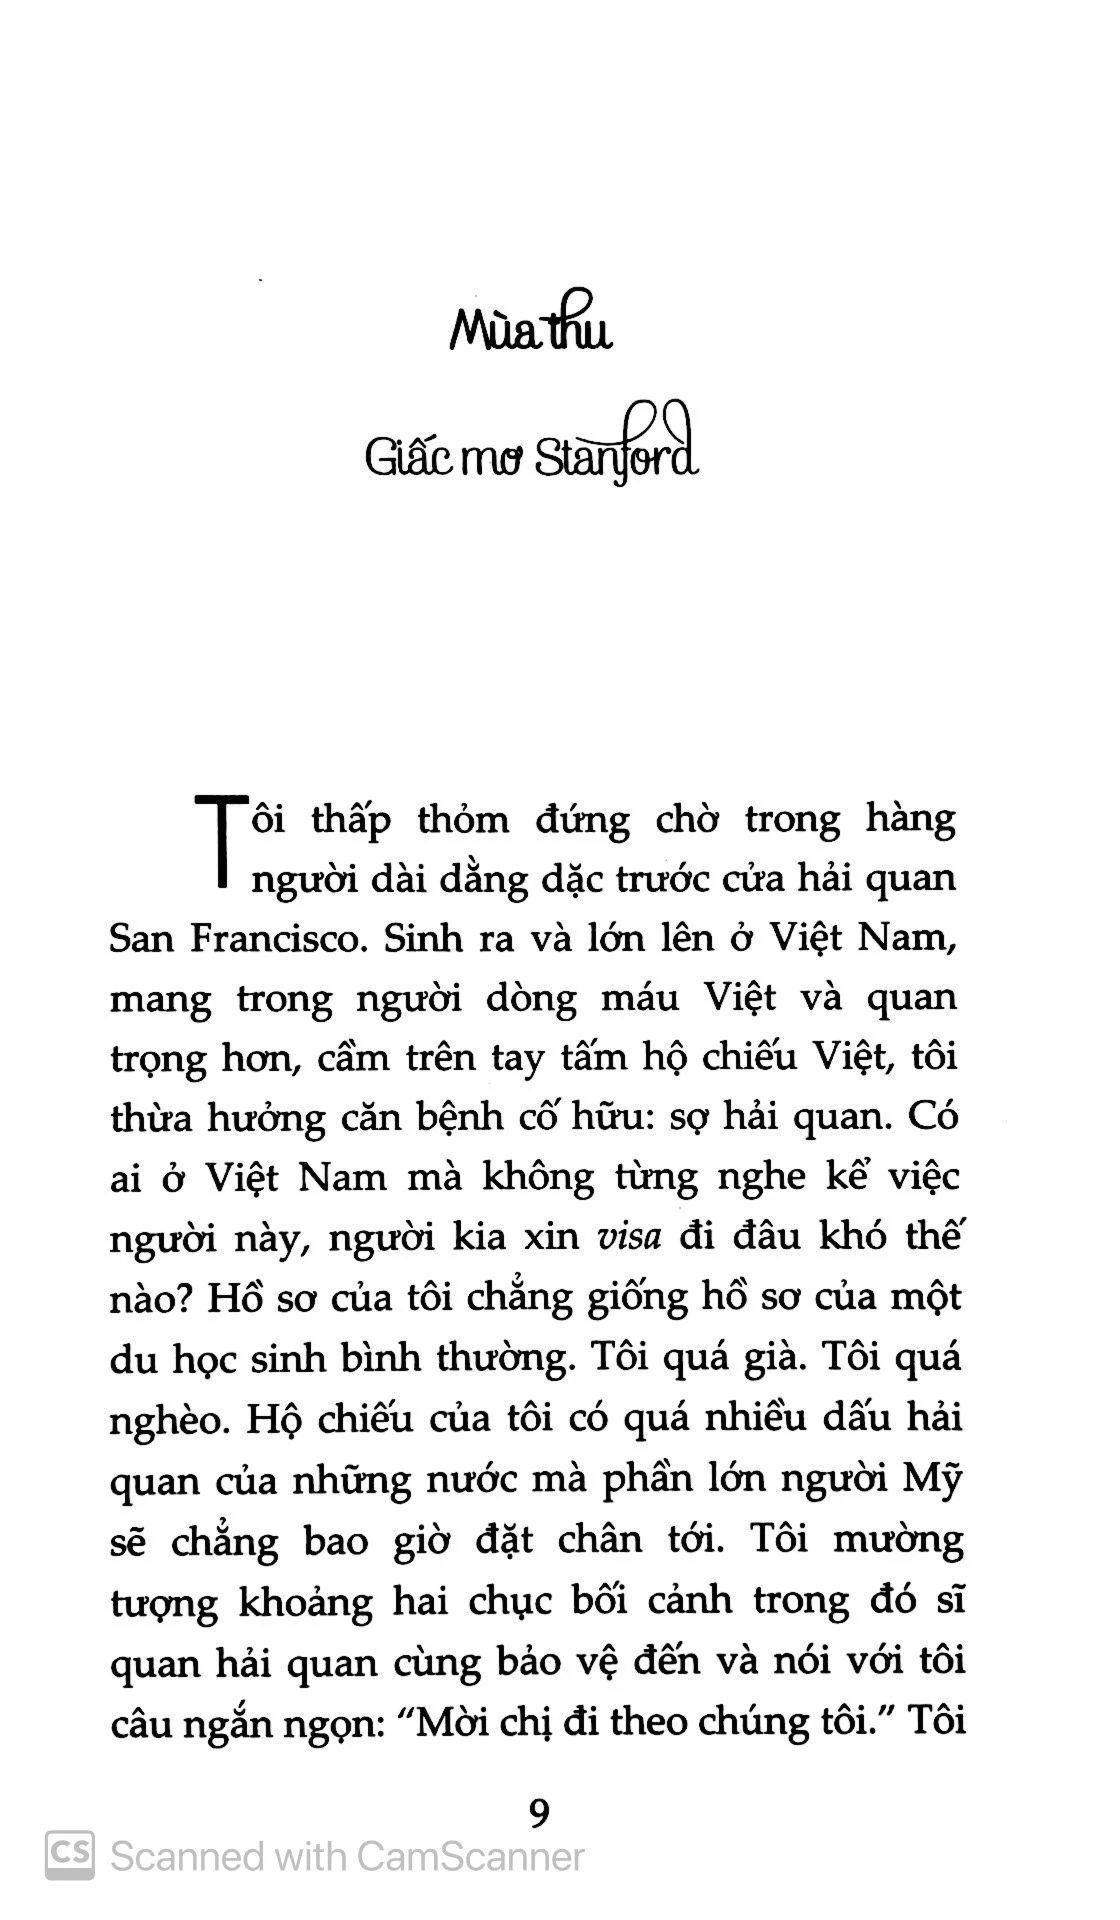 Mùa thu
Giấc mơ Stanford
Tôi thấp thỏm đứng chờ trong hàng
người dài dằng dặc trước cửa hải quan
San Francisco. Sinh ra và lớn lên ở Việt Nam,
mang trong người dòng máu Việt và quan
trọng hơn, cầm trên tay tấm hộ chiếu Việt, tôi
thừa hưởng căn bệnh cố hữu: sợ hải quan. Có
ai ở Việt Nam mà không từng nghe kể việc
người này, người kia xin visa đi đâu khó thế
nào? Hồ sơ của tôi chẳng giống hồ sơ của một
du học sinh bình thường. Tôi quá già. Tôi quá
nghèo. Hộ chiếu của tôi có quá nhiều dấu hải
quan của những nước mà phần lớn người Mỹ
sẽ chẳng bao giờ đặt chân tới. Tôi mường
tượng khoảng hai chục bối cảnh trong đó sĩ
quan hải quan cùng bảo vệ đến và nói với tôi
câu ngắn ngọn: "Mời chị đi theo chúng tôi." Tôi
9
CS Scanned with CamScanner